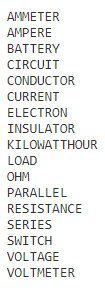 AMMETER
AMPERE
BATTERY
CIRCUIT
CONDUCTOR
CURRENT
ELECTRON
INSULATOR
KILOWATTHOUR
LOAD
OHM
PARALLEL
RESISTANCE
SERIES
SWITCH
VOLTAGE
VOLTMETER